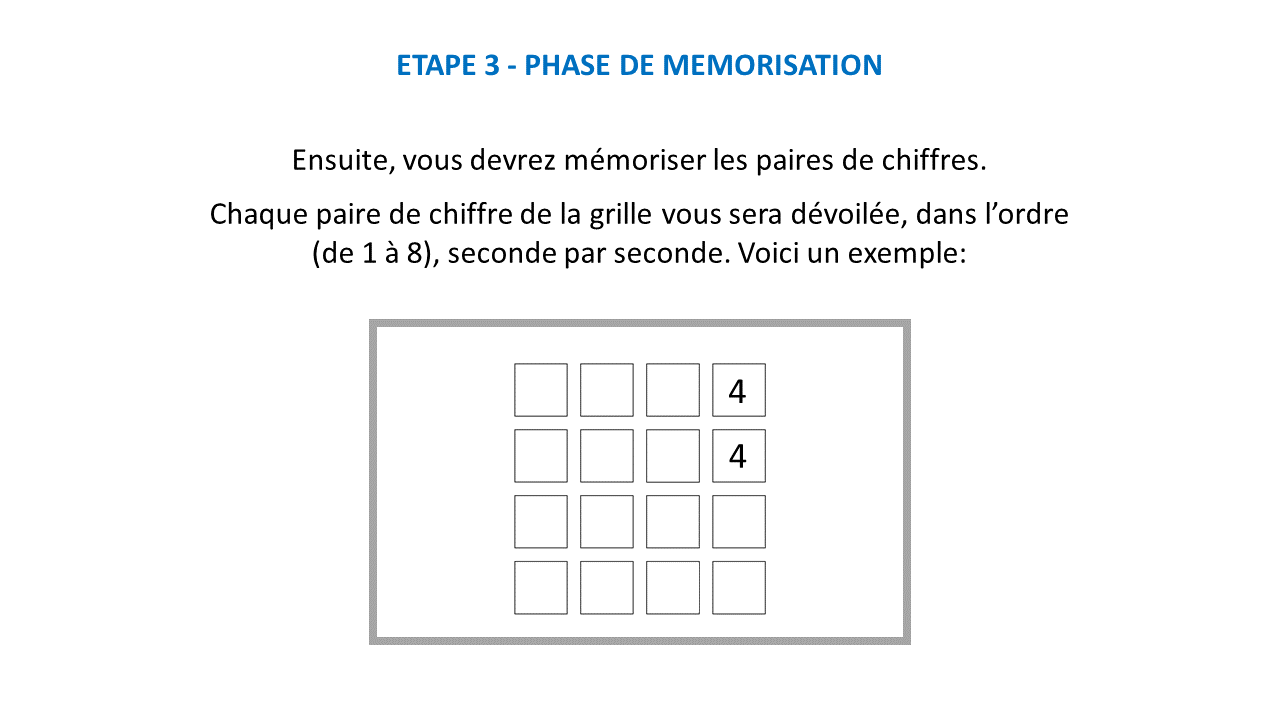 ETAPE 3 - PHASE DE MEMORISATION
Ensuite, vous devrez mémoriser les paires de chiffres.
Chaque paire de chiffre de la grille vous sera dévoilée, dans l’ordre
(de 1 à 8), seconde par seconde. Voici un exemple:
4
4